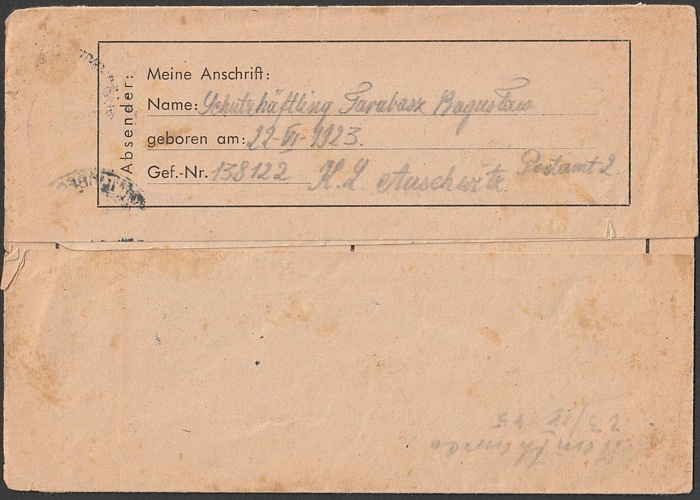 Absender:
Meine Anschrift:
Name: Schutzhäftling Tarabasz Bogusław
geboren am: 22-VI-1923.
Gef.-Nr. 138122 K. L. Auschwitz. Postamt 2